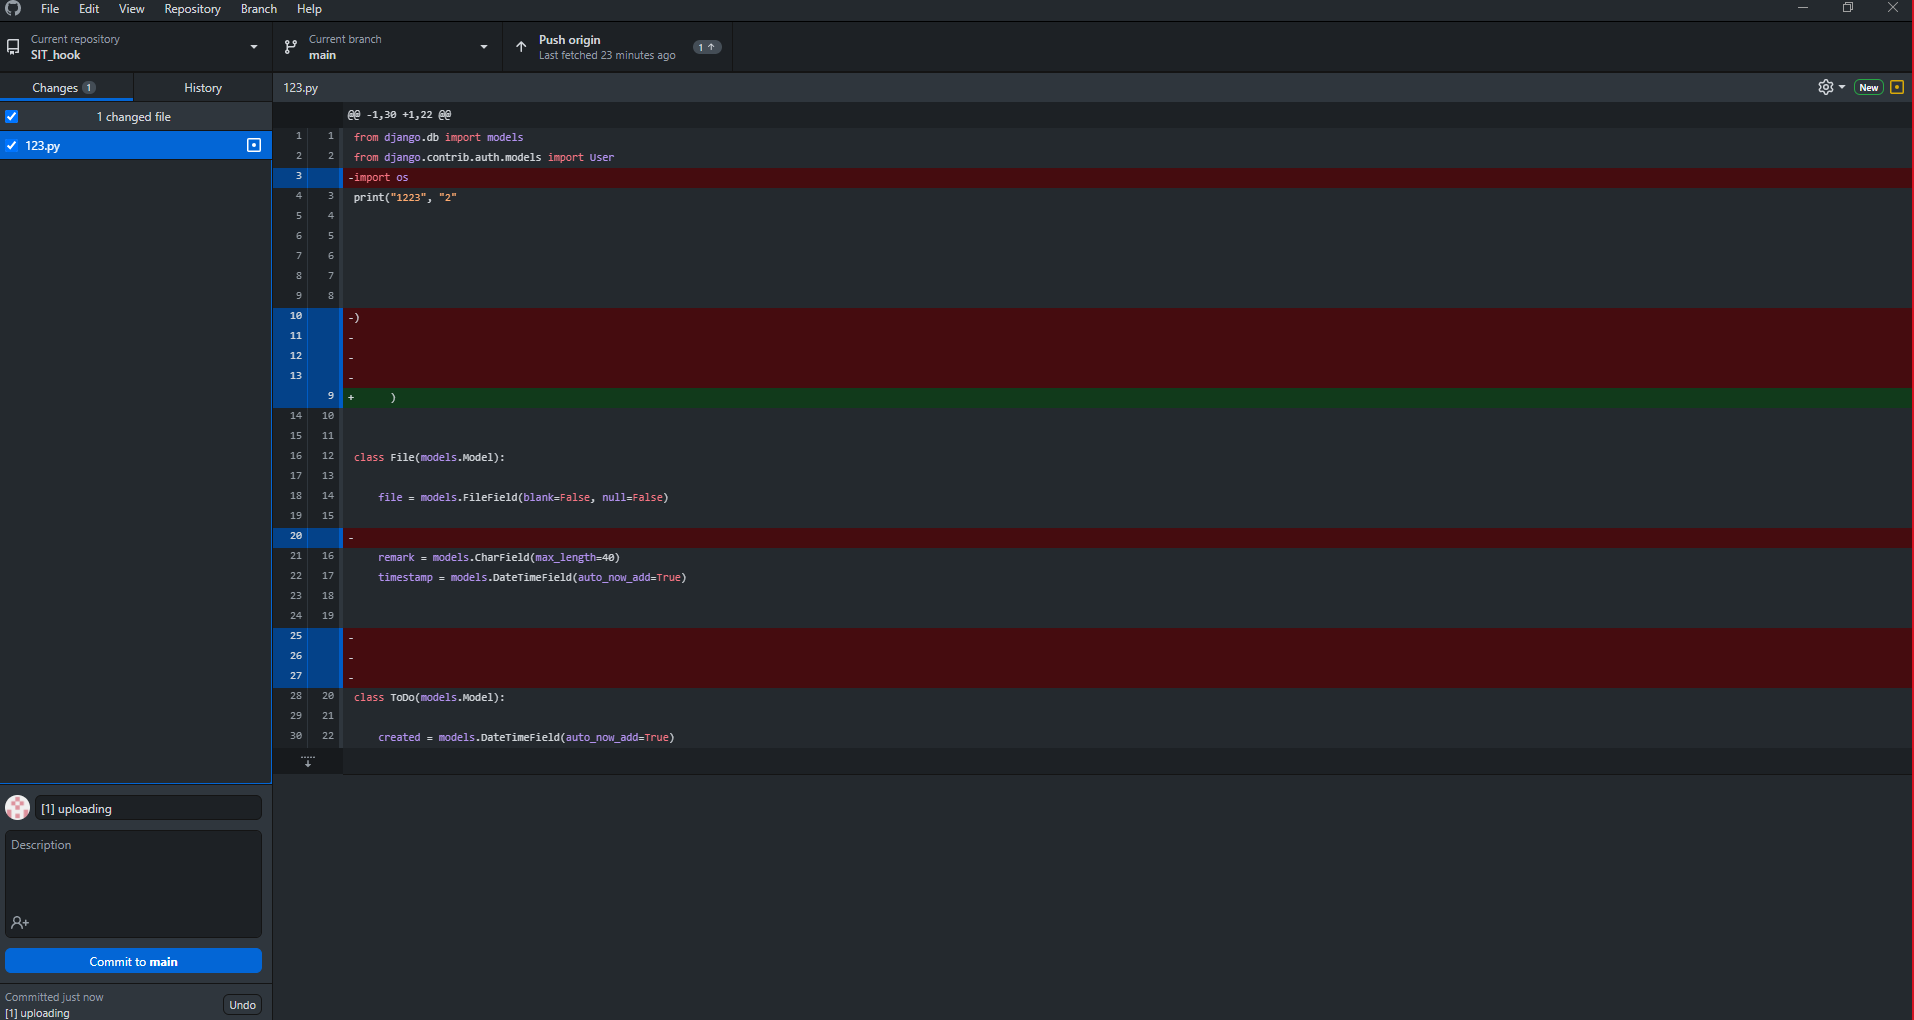 File Edit View Repository Branch Help
Current repository
SIT_hook
Current branch
main
Push origin
Last fetched 23 minutes ago
1
Changes 1
History
123.py
New
1 changed file
123.py
@@ -1,30 +1,22 @@
1 1 from django.db import models
2 2 from django.contrib.auth.models import User
3 -import os
4 3 print("1223", "2"
5 4
6 5
7 6
8 7
9 8
10 -)
11 -
12 -
13 -
9 + )
14 10
15 11
16 12 class File(models.Model):
17 13
18 14 file = models.FileField(blank=False, null=False)
19 15
20 -
21 16 remark = models.CharField(max_length=40)
22 17 timestamp = models.DateTimeField(auto_now_add=True)
23 18
24 19
25 -
26 -
27 -
28 20 class ToDo(models.Model):
29 21
30 22 created = models.DateTimeField(auto_now_add=True)
[1] uploading
Description
Commit to main
Committed just now
[1] uploading
Undo